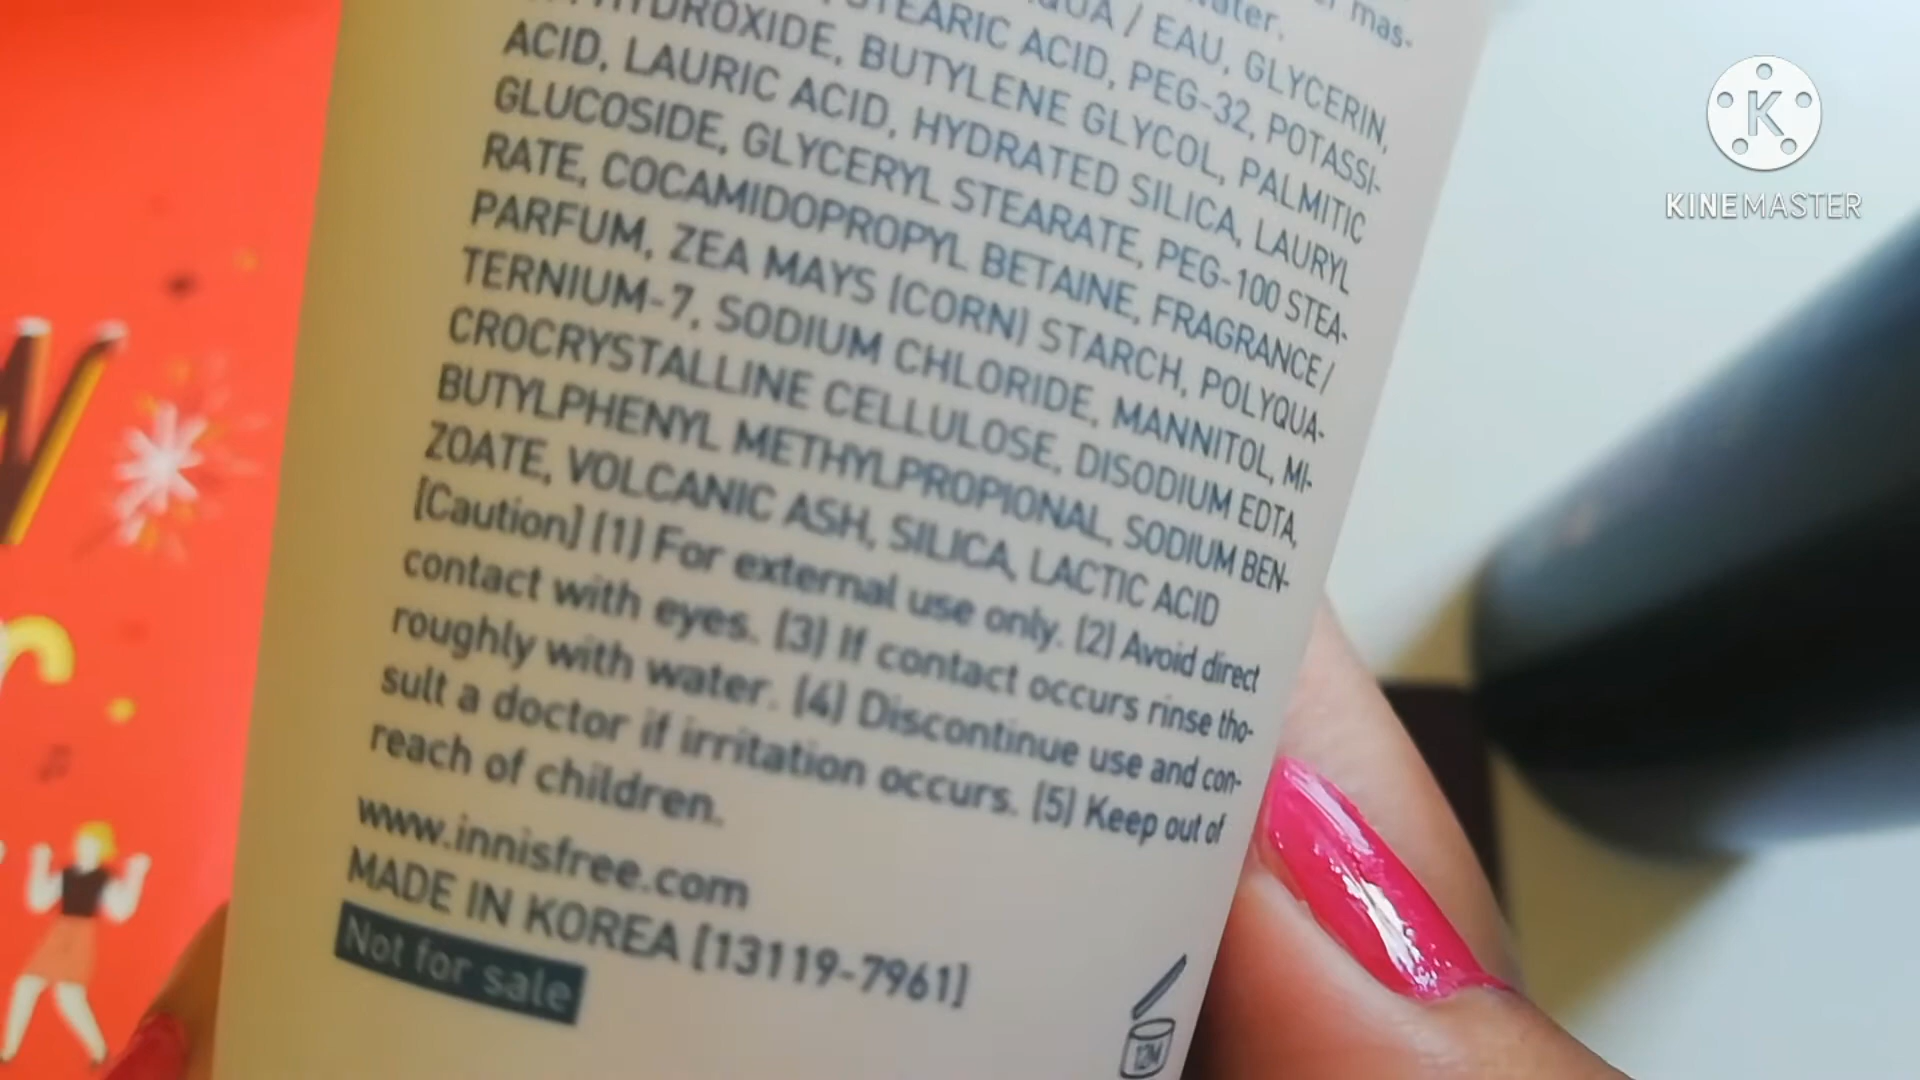 water.
mas-
STEARIC ACID, AQUA / EAU, GLYCERIN,
HYDROXIDE, BUTYLENE GLYCOL, PEG-32, POTASSI-
ACID, LAURIC ACID, HYDRATED SILICA, PALMITIC
GLUCOSIDE, GLYCERYL STEARATE, LAURYL
RATE, COCAMIDOPROPYL BETAINE, PEG-100 STEA-
PARFUM, ZEA MAYS (CORN) STARCH, FRAGRANCE/
TERNIUM-7, SODIUM CHLORIDE, POLYQUA-
CROCRYSTALLINE CELLULOSE, MANNITOL, MI-
BUTYLPHENYL METHYLPROPIONAL, DISODIUM EDTA,
ZOATE, VOLCANIC ASH, SILICA, LACTIC ACID SODIUM BEN-
[Caution] (1) For external use only. (2) Avoid direct
contact with eyes. (3) If contact occurs rinse tho-
roughly with water. (4) Discontinue use and con-
sult a doctor if irritation occurs. (5) Keep out of
reach of children.
www.innisfree.com
MADE IN KOREA [13119-7961]
Not for sale
12M
K
KINEMASTER